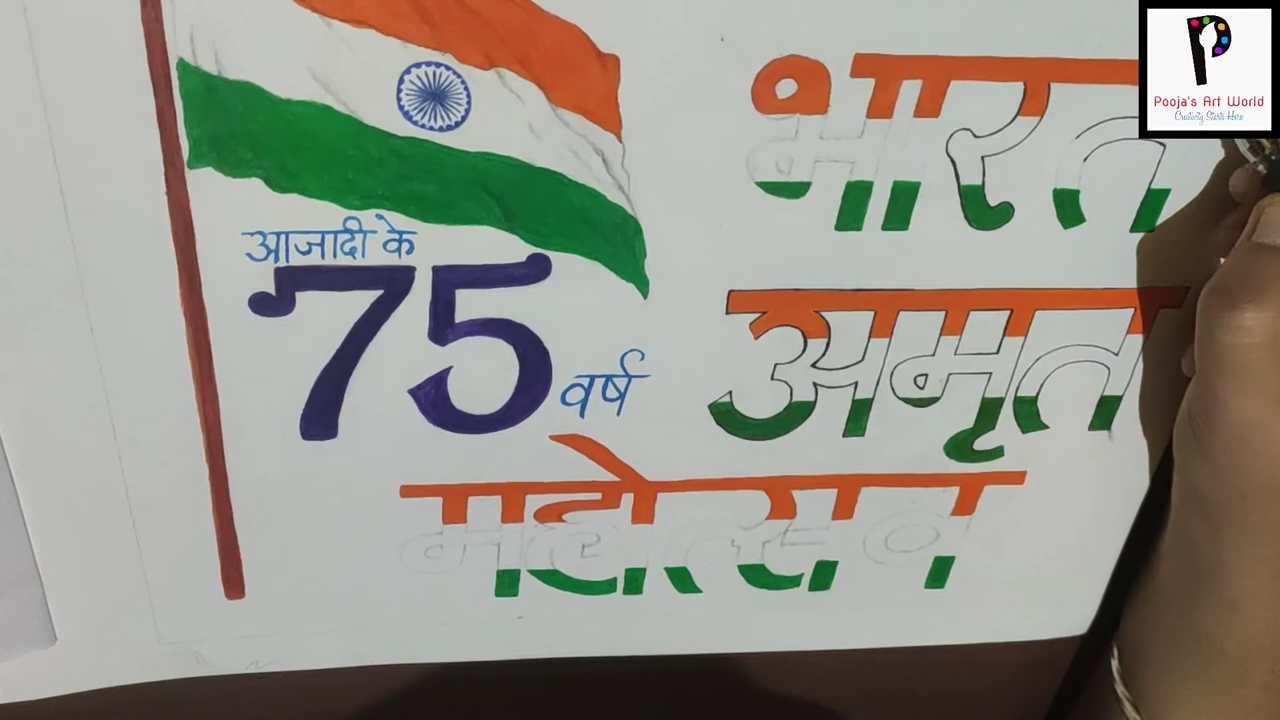 आजादी के
75 वर्ष
भारत
अमृत
महोत्सव
Pooja's Art World
Creativity Starts Here